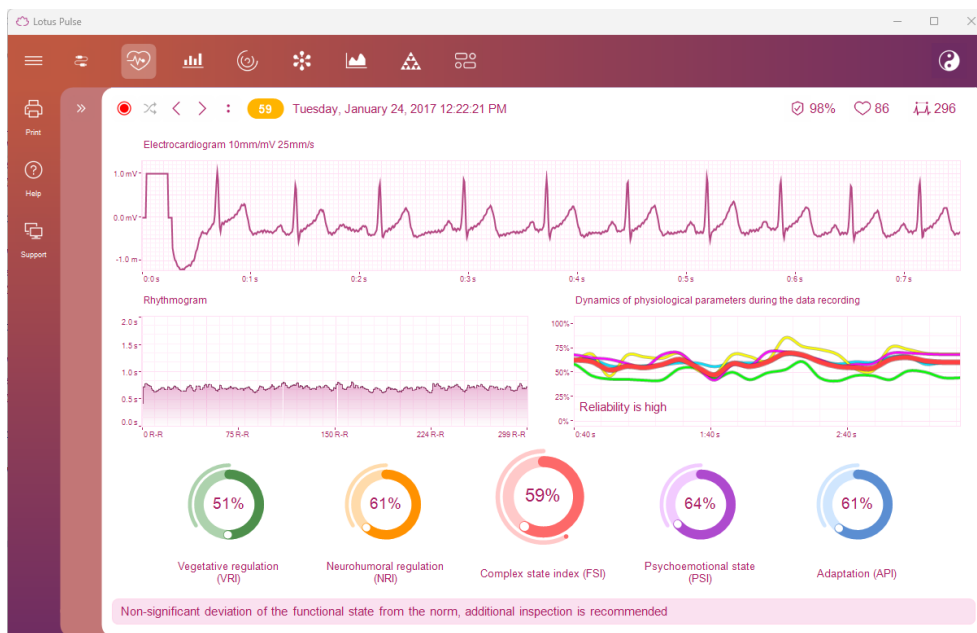 Lotus Pulse
59 Tuesday, January 24, 2017 12:22:21 PM 98% 86 296
Print
Help
Support
Electrocardiogram 10mm/mV 25mm/s
1.0 mV
0.0 mV
-1.0 m
0:0 s 0:1 s 0:2 s 0:3 s 0:4 s 0:5 s 0:6 s 0:7 s
Rhythmogram
2.0 s
1.5 s
1.0 s
0.5 s
0.0 s
0 R-R 75 R-R 150 R-R 224 R-R 299 R-R
Dynamics of physiological parameters during the data recording
100%
75%
50%
25%
0%
Reliability is high
0:40 s 1:40 s 2:40 s
51% 61% 59% 64% 61%
Vegetative regulation
(VRI)
Neurohumoral regulation
(NRI)
Complex state index (FSI)
Psychoemotional state
(PSI)
Adaptation (API)
Non-significant deviation of the functional state from the norm, additional inspection is recommended